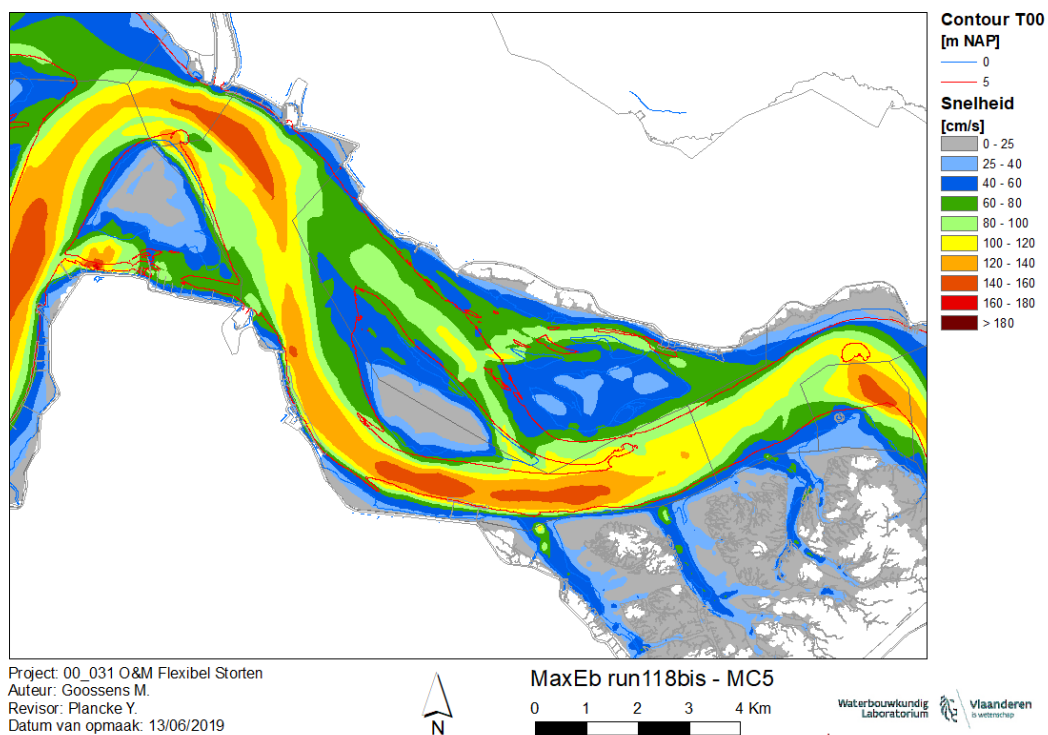 Contour T00
[m NAP]
0
5
Snelheid
[cm/s]
0 - 25
25 - 40
40 - 60
60 - 80
80 - 100
100 - 120
120 - 140
140 - 160
160 - 180
> 180
Project: 00_031 O&M Flexibel Storten
Auteur: Goossens M.
Revisor: Plancke Y.
Datum van opmaak: 13/06/2019
N
MaxEb run118bis - MC5
0 1 2 3 4 Km
Waterbouwkundig
Laboratorium
Vlaanderen
is wetenschap